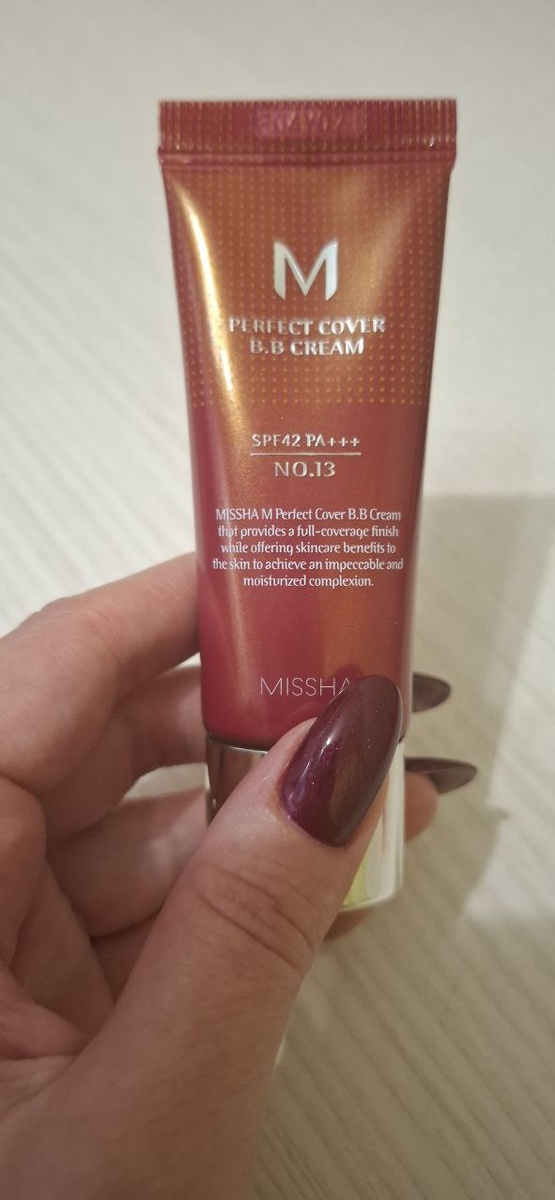 M
PERFECT COVER
B.B CREAM
SPF42 PA+++
NO.13
MISSHA M Perfect Cover B.B Cream
that provides a full-coverage finish
while offering skincare benefits to
the skin to achieve an impeccable and
moisturized complexion.
MISSHA